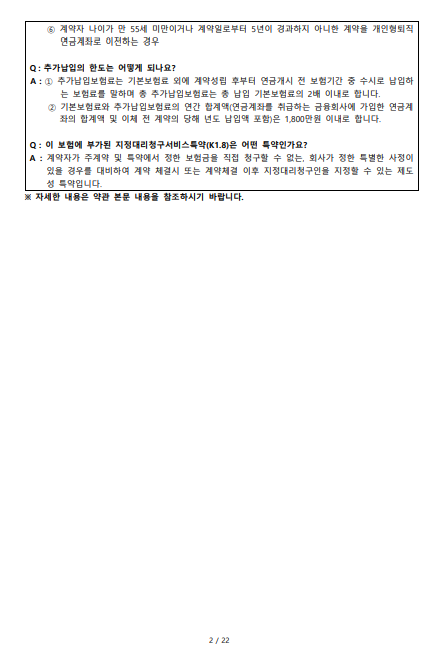 ⑥ 계약자 나이가 만 55세 미만이거나 계약일로부터 5년이 경과하지 아니한 계약을 개인형퇴직
연금계좌로 이전하는 경우
Q : 추가납입의 한도는 어떻게 되나요?
A : ① 추가납입보험료는 기본보험료 외에 계약성립 후부터 연금개시 전 보험기간 중 수시로 납입하
는 보험료를 말하며 총 추가납입보험료는 총 납입 기본보험료의 2배 이내로 합니다.
② 기본보험료와 추가납입보험료의 연간 합계액(연금계좌를 취급하는 금융회사에 가입한 연금계
좌의 합계액 및 이체 전 계약의 당해 년도 납입액 포함)은 1,800만원 이내로 합니다.
Q : 이 보험에 부가된 지정대리청구서비스특약(K1.8)은 어떤 특약인가요?
A : 계약자가 주계약 및 특약에서 정한 보험금을 직접 청구할 수 없는, 회사가 정한 특별한 사정이
있을 경우를 대비하여 계약 체결시 또는 계약체결 이후 지정대리청구인을 지정할 수 있는 제도
성 특약입니다.
※ 자세한 내용은 약관 본문 내용을 참조하시기 바랍니다.
2 / 22